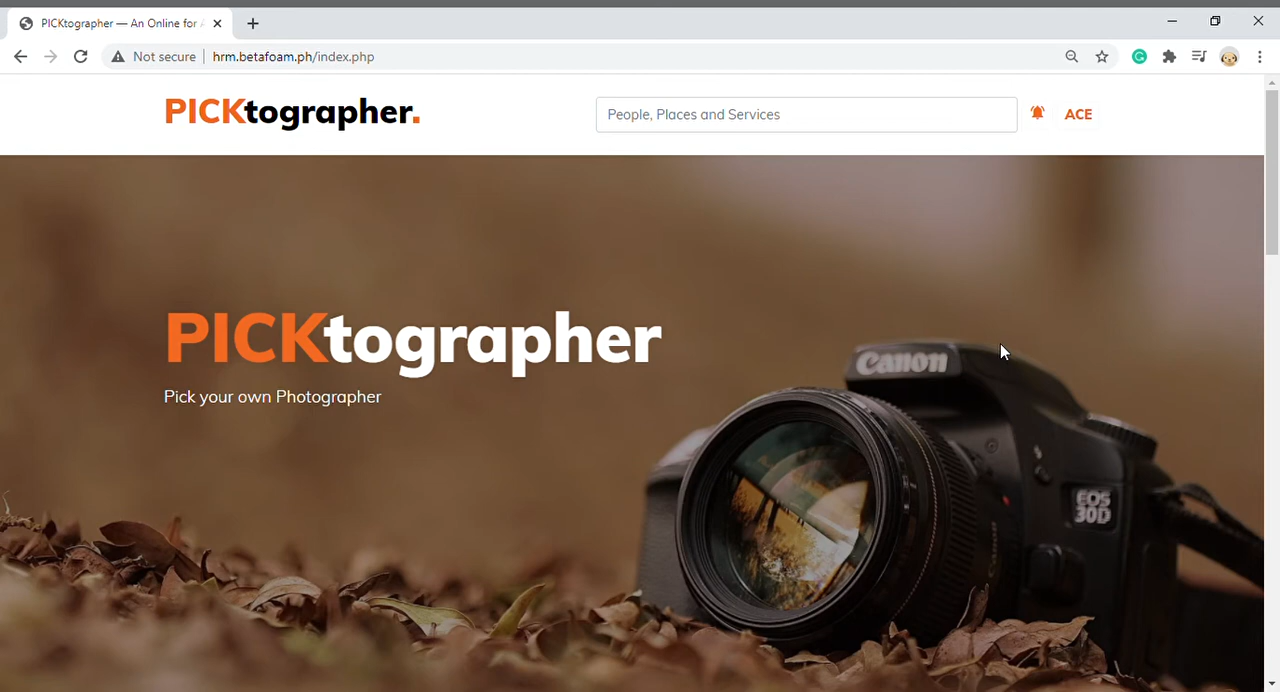 PICKtographer — An Online for
Not secure
hrm.betafoam.ph/index.php
PICKtographer.
People, Places and Services
ACE
PICKtographer
Pick your own Photographer
Canon
EOS
30D